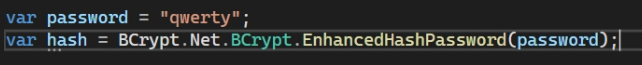 var password = "qwerty";
var hash = BCrypt.Net.BCrypt.EnhancedHashPassword(password);